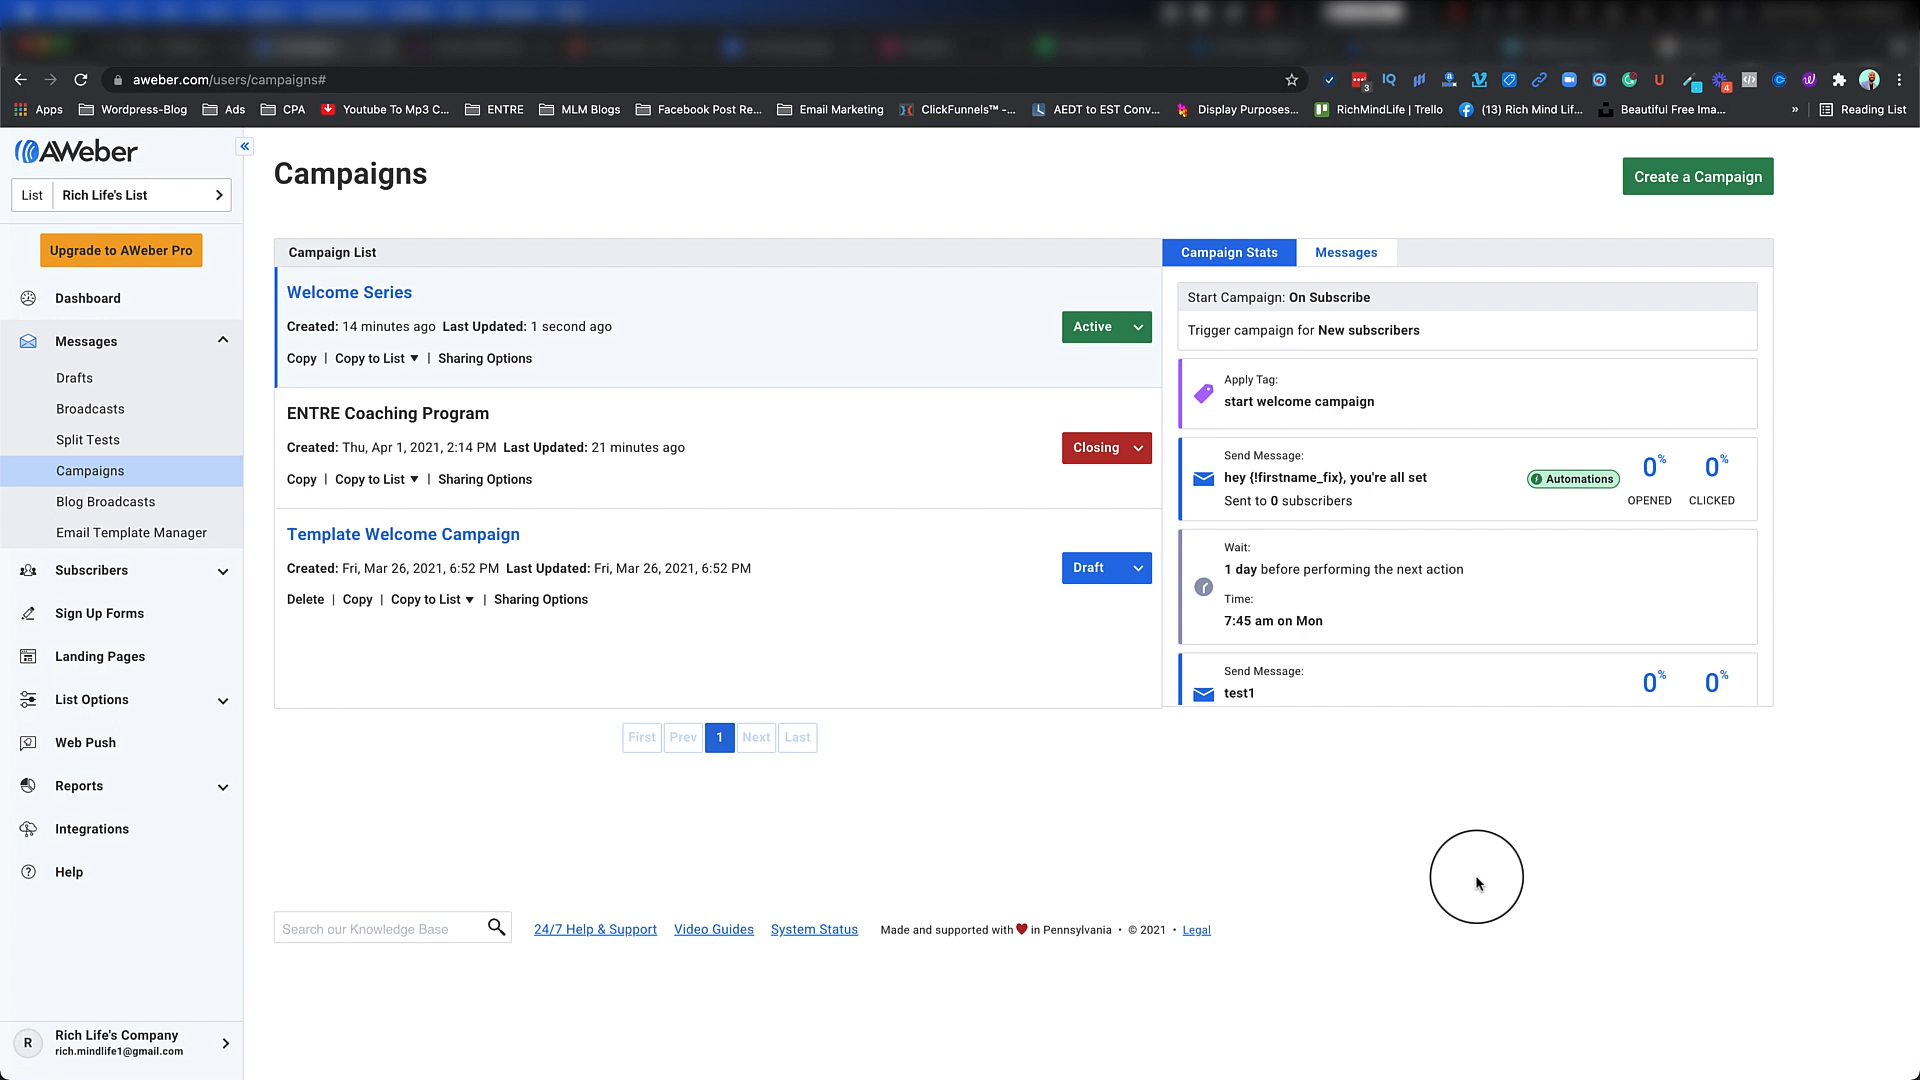 aweber.com/users/campaigns#
Apps
Wordpress-Blog
Ads
CPA
Youtube To Mp3 C...
ENTRE
MLM Blogs
Facebook Post Re...
Email Marketing
ClickFunnels™ -...
AEDT to EST Conv...
Display Purposes...
RichMindLife | Trello
(13) Rich Mind Lif...
Beautiful Free Ima...
»
Reading List
AWeber
List Rich Life's List
Upgrade to AWeber Pro
Dashboard
Messages
Drafts
Broadcasts
Split Tests
Campaigns
Blog Broadcasts
Email Template Manager
Subscribers
Sign Up Forms
Landing Pages
List Options
Web Push
Reports
Integrations
Help
R
Rich Life's Company
rich.mindlife1@gmail.com
Campaigns
Create a Campaign
Campaign List
Welcome Series
Created: 14 minutes ago Last Updated: 1 second ago
Active
Copy | Copy to List ▼ | Sharing Options
ENTRE Coaching Program
Created: Thu, Apr 1, 2021, 2:14 PM Last Updated: 21 minutes ago
Closing
Copy | Copy to List ▼ | Sharing Options
Template Welcome Campaign
Created: Fri, Mar 26, 2021, 6:52 PM Last Updated: Fri, Mar 26, 2021, 6:52 PM
Draft
Delete | Copy | Copy to List ▼ | Sharing Options
Campaign Stats Messages
Start Campaign: On Subscribe
Trigger campaign for New subscribers
Apply Tag:
start welcome campaign
Send Message:
hey {!firstname_fix}, you're all set
Sent to 0 subscribers
Automations
0% 0%
OPENED CLICKED
Wait:
1 day before performing the next action
Time:
7:45 am on Mon
Send Message:
test1
0% 0%
First Prev 1 Next Last
Search our Knowledge Base
24/7 Help & Support Video Guides System Status Made and supported with ❤ in Pennsylvania • © 2021 • Legal